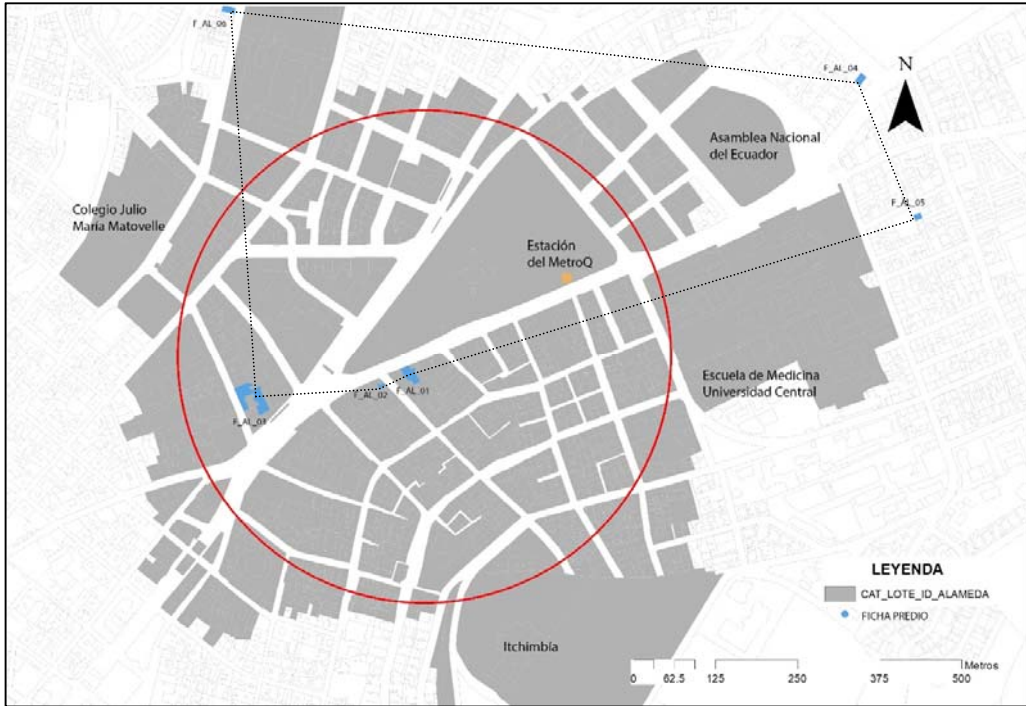 F_AL_06
F_AL_04
N
Asamblea Nacional
del Ecuador
Colegio Julio
María Matovelle
F_AL_05
Estación
del MetroQ
F_AL_02
F_AL_01
F_AL_03
Escuela de Medicina
Universidad Central
Itchimbía
LEYENDA
CAT_LOTE_ID_ALAMEDA
FICHA PREDIO
Metros
0 62.5 125 250 375 500